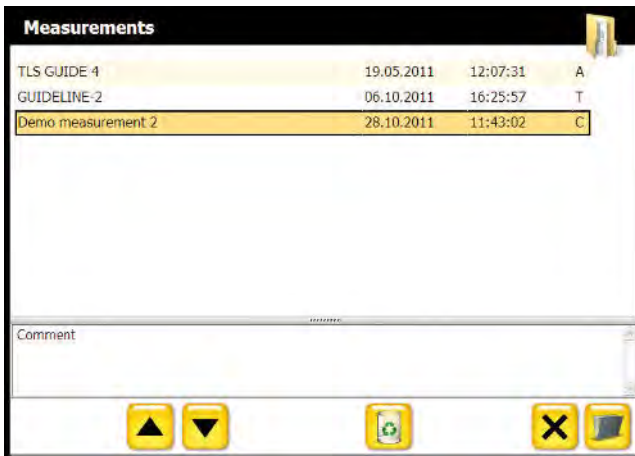 Measurements
TLS GUIDE 4 19.05.2011 12:07:31 A
GUIDELINE-2 06.10.2011 16:25:57 T
Demo measurement 2 28.10.2011 11:43:02 C
Comment